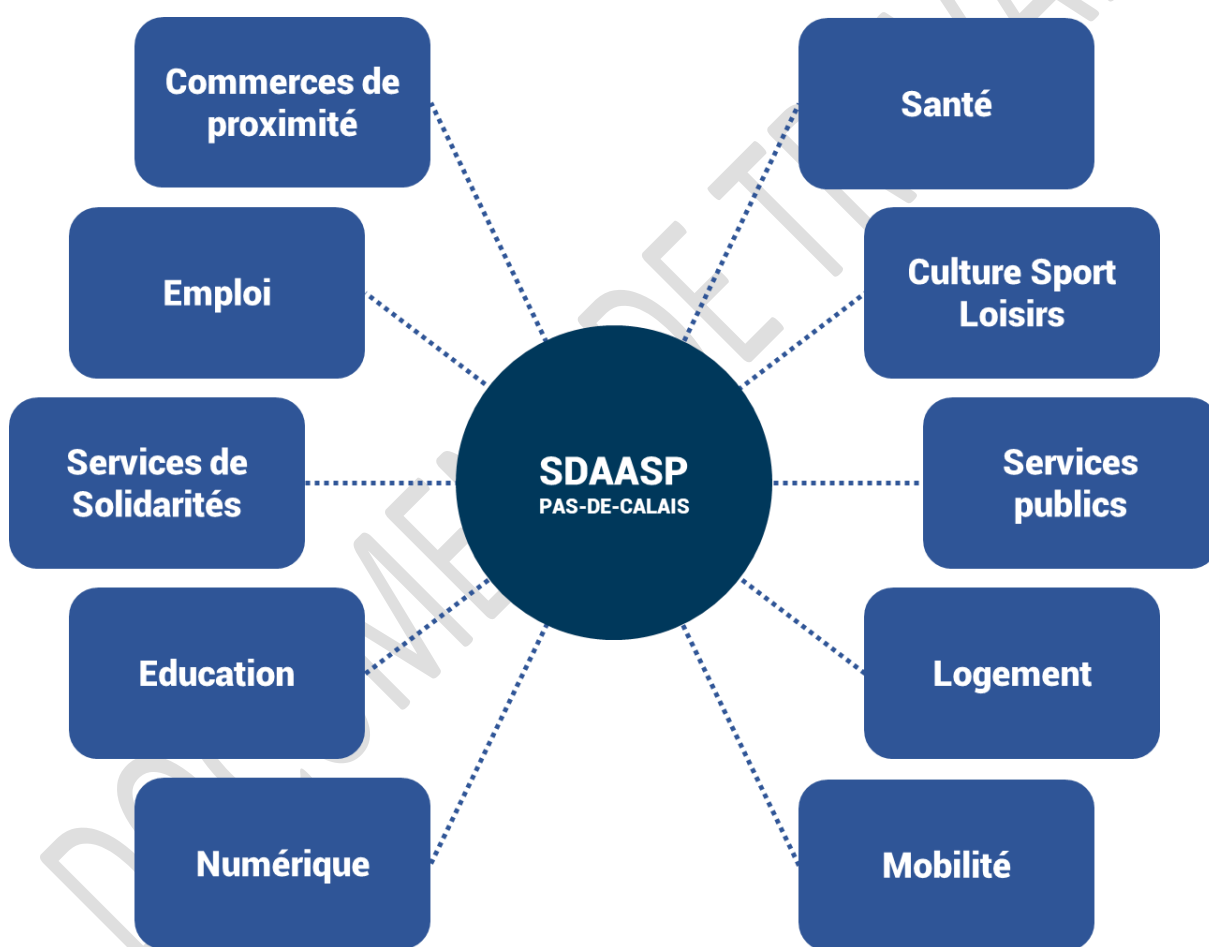 Commerces de
proximité
Santé
Emploi
Culture Sport
Loisirs
Services de
Solidarités
SDAASP
PAS-DE-CALAIS
Services
publics
Education
Logement
Numérique
Mobilité